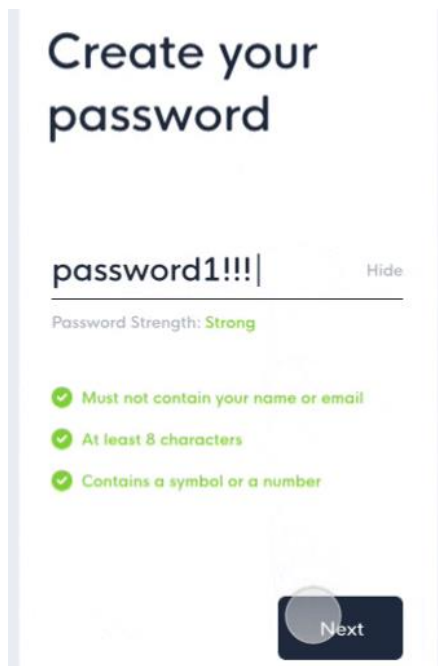 Create your
password
password1!!!
Hide
Password Strength: Strong
Must not contain your name or email
At least 8 characters
Contains a symbol or a number
Next